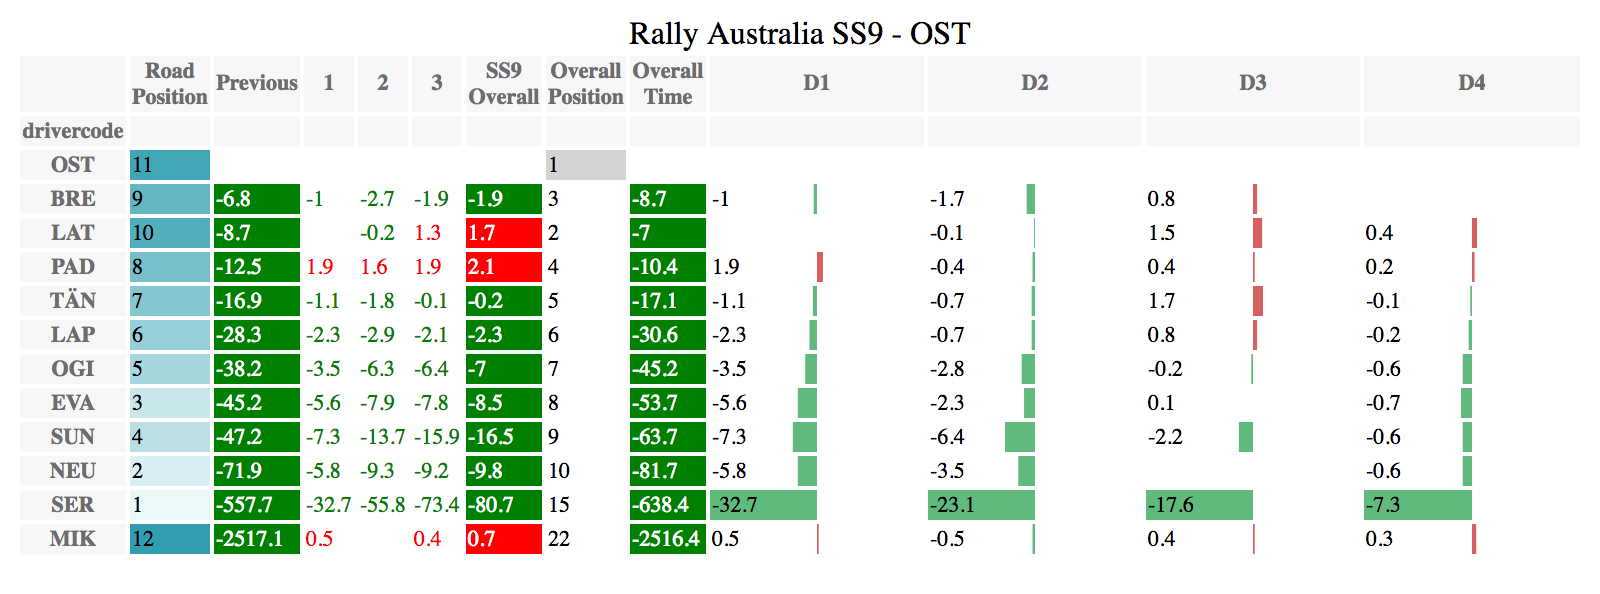 Rally Australia SS9 - OST
Road Position Previous 1 2 3 SS9 Overall Overall Position Overall Time D1 D2 D3 D4
drivercode
OST 11 1
BRE 9 -6.8 -1 -2.7 -1.9 -1.9 3 -8.7 -1 -1.7 0.8
LAT 10 -8.7 -0.2 1.3 1.7 2 -7 -0.1 1.5 0.4
PAD 8 -12.5 1.9 1.6 1.9 2.1 4 -10.4 1.9 -0.4 0.4 0.2
TÄN 7 -16.9 -1.1 -1.8 -0.1 -0.2 5 -17.1 -1.1 -0.7 1.7 -0.1
LAP 6 -28.3 -2.3 -2.9 -2.1 -2.3 6 -30.6 -2.3 -0.7 0.8 -0.2
OGI 5 -38.2 -3.5 -6.3 -6.4 -7 7 -45.2 -3.5 -2.8 -0.2 -0.6
EVA 3 -45.2 -5.6 -7.9 -7.8 -8.5 8 -53.7 -5.6 -2.3 0.1 -0.7
SUN 4 -47.2 -7.3 -13.7 -15.9 -16.5 9 -63.7 -7.3 -6.4 -2.2 -0.6
NEU 2 -71.9 -5.8 -9.3 -9.2 -9.8 10 -81.7 -5.8 -3.5 -0.6
SER 1 -557.7 -32.7 -55.8 -73.4 -80.7 15 -638.4 -32.7 -23.1 -17.6 -7.3
MIK 12 -2517.1 0.5 0.4 0.7 22 -2516.4 0.5 -0.5 0.4 0.3